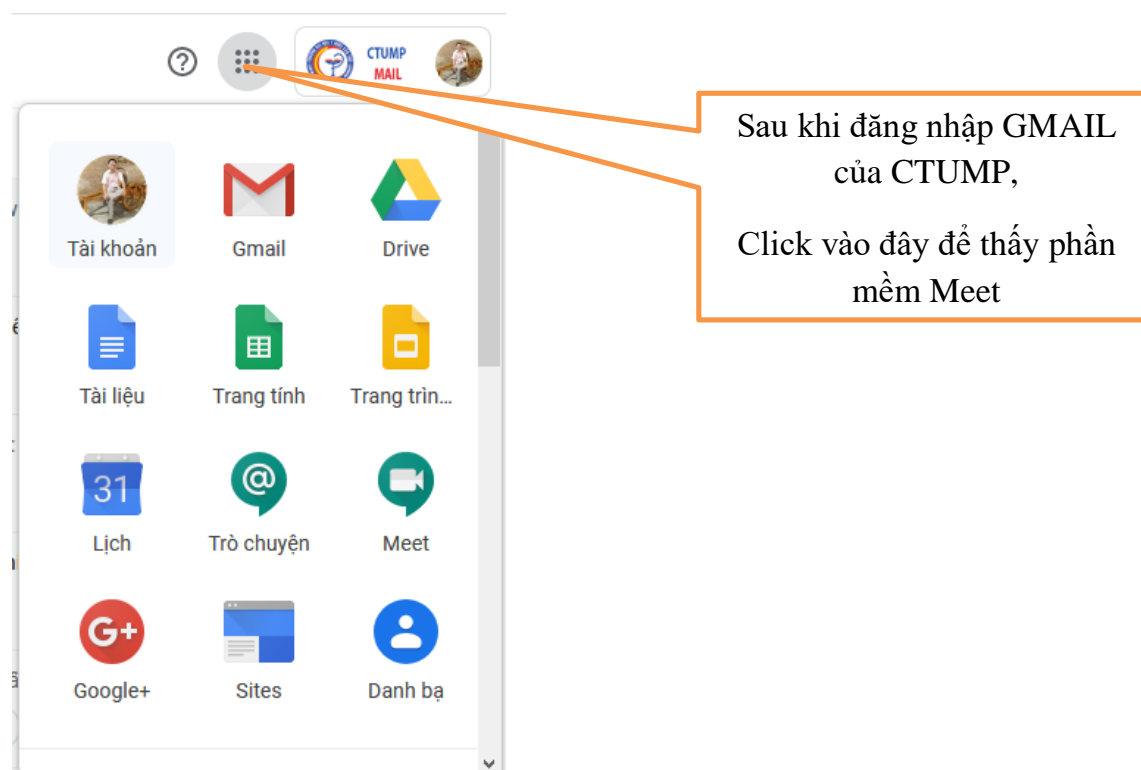 CTUMP
MAIL
Sau khi đăng nhập GMAIL
của CTUMP,
Click vào đây để thấy phần
mềm Meet
Tài khoản
Gmail
Drive
Tài liệu
Trang tính
Trang trìn...
31
Lịch
Trò chuyện
Meet
G+
Google+
Sites
Danh bạ